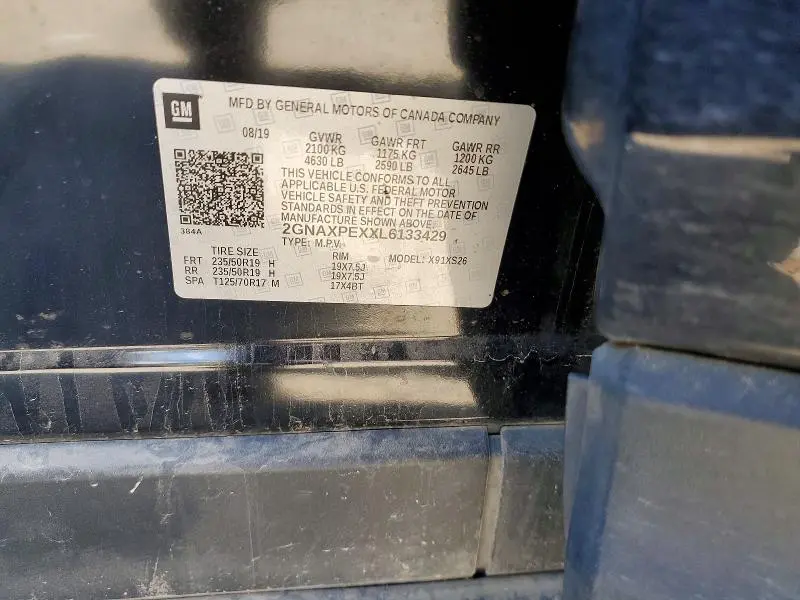 GM
MFD BY GENERAL MOTORS OF CANADA COMPANY
08/19 GVWR GAWR FRT GAWR RR
2100 KG 1175 KG 1200 KG
4630 LB 2590 LB 2645 LB
THIS VEHICLE CONFORMS TO ALL
APPLICABLE U.S. FEDERAL MOTOR
VEHICLE SAFETY AND THEFT PREVENTION
STANDARDS IN EFFECT ON THE DATE OF
MANUFACTURE SHOWN ABOVE
384A
2GNAXPEXXL6133429
TYPE: M.P.V. MODEL: X91XS26
TIRE SIZE RIM
FRT 235/50R19 H 19X7.5J
RR 235/50R19 H 19X7.5J
SPA T125/70R17 M 17X4BT